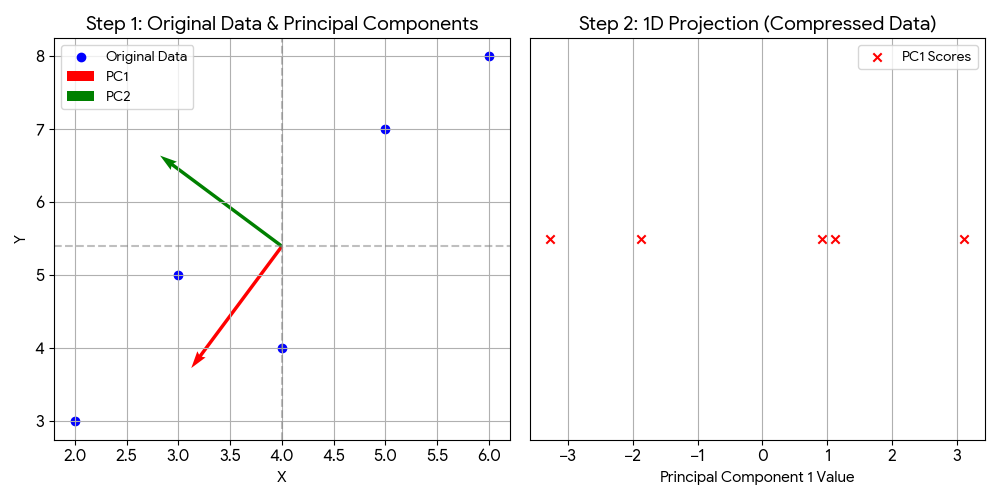 Step 1: Original Data & Principal Components
Original Data
PC1
PC2
8
7
6
5
4
3
Y
2.0 2.5 3.0 3.5 4.0 4.5 5.0 5.5 6.0
X
Step 2: 1D Projection (Compressed Data)
PC1 Scores
−3 −2 −1 0 1 2 3
Principal Component 1 Value